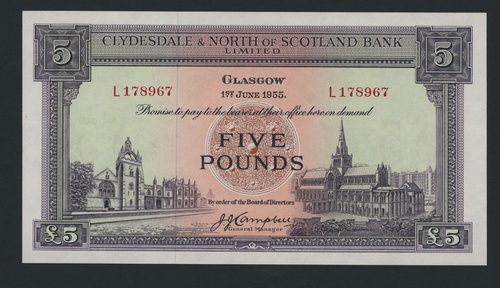 5 CLYDESDALE & NORTH OF SCOTLAND BANK 5
LIMITED
GLASGOW
L 178967 1ST JUNE 1955. L 178967
Promise to pay to the bearer at their office here on demand
FIVE
POUNDS
By order of the Board of Directors
J J Campbell
General Manager
£5 £5